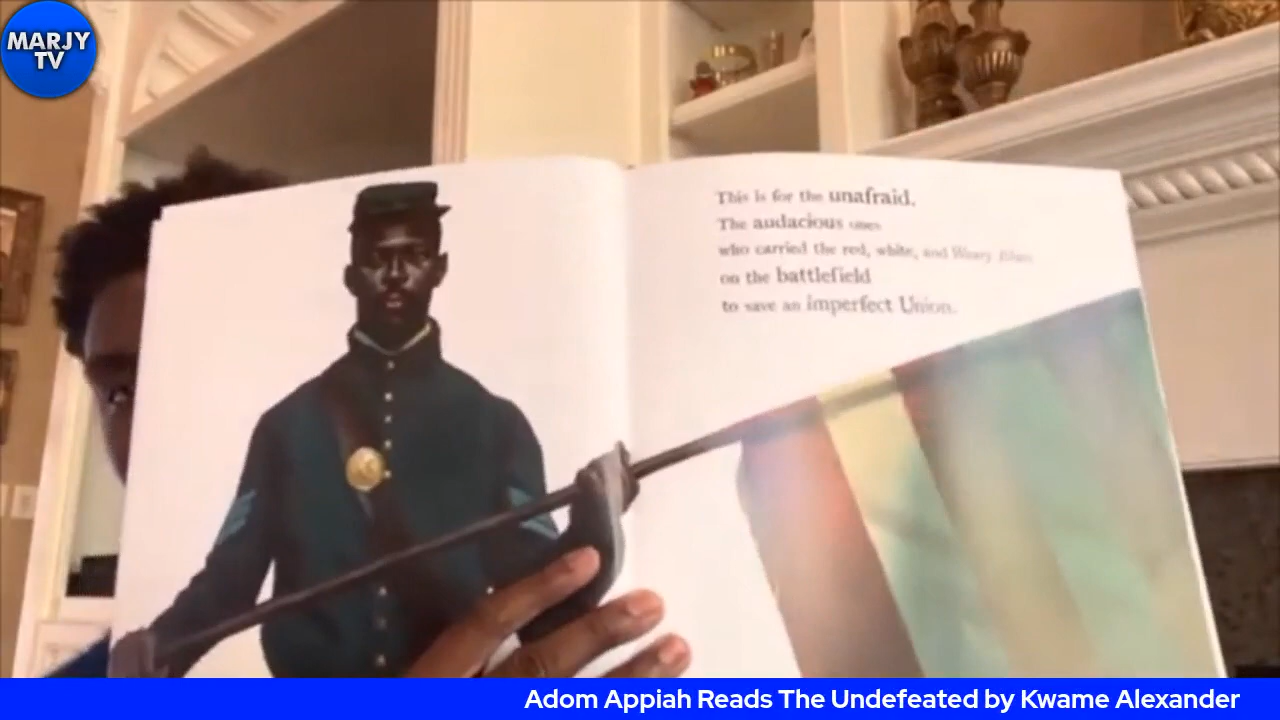 MARJY
TV
This is for the unafraid.
The audacious ones
who carried the red, white, and Weary Blues
on the battlefield
to save an imperfect Union.
Adom Appiah Reads The Undefeated by Kwame Alexander